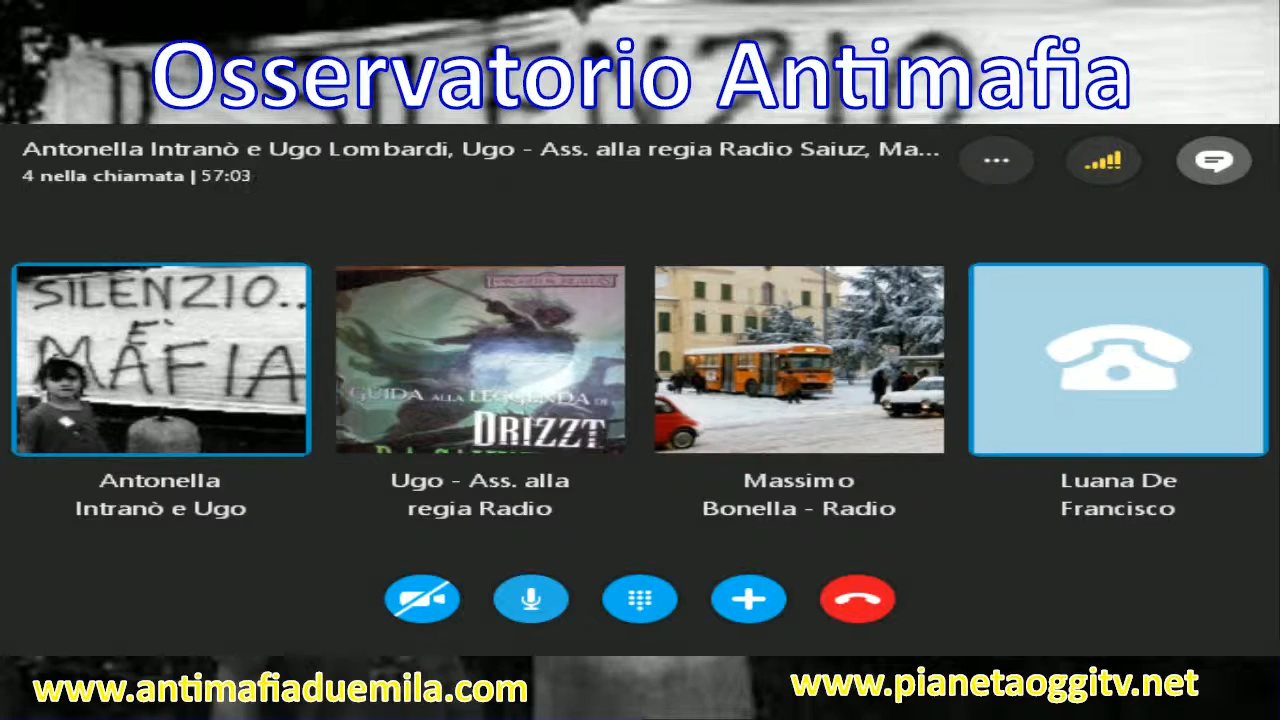 Osservatorio Antimafia
Antonella Intranò e Ugo Lombardi, Ugo - Ass. alla regia Radio Saiuz, Ma...
4 nella chiamata | 57:03
SILENZIO..
E'
MAFIA
GUIDA ALLA LEGGENDA DI
DRIZZT
Antonella
Intranò e Ugo
Ugo - Ass. alla
regia Radio
Massimo
Bonella - Radio
Luana De
Francisco
www.antimafiaduemila.com
www.pianetaoggitv.net